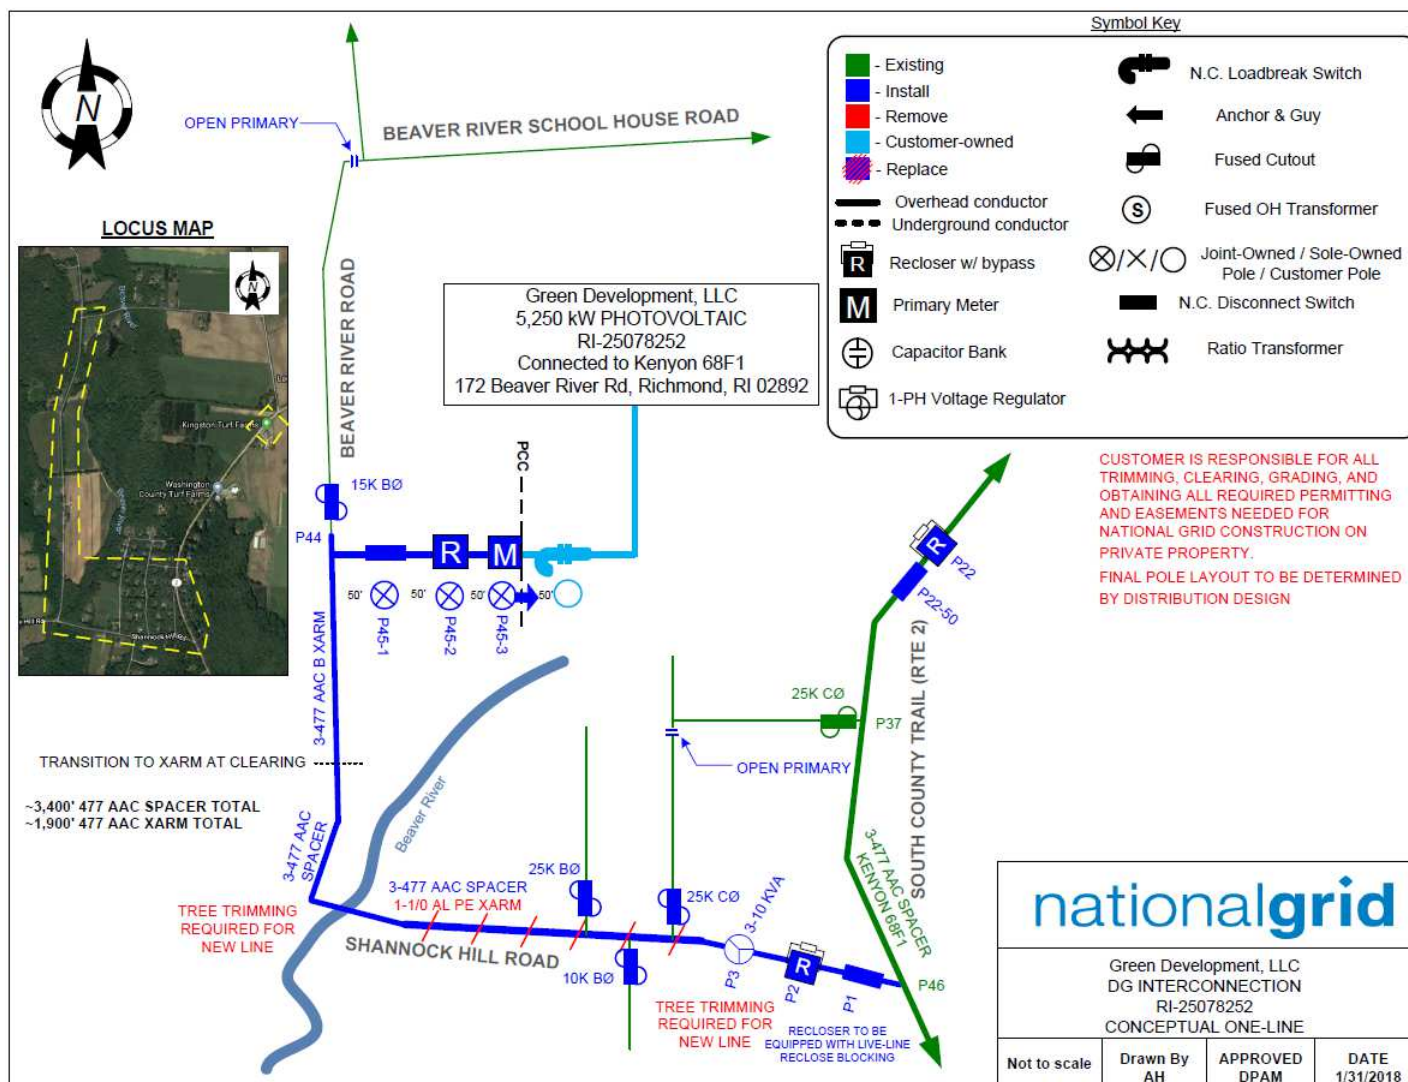 Symbol Key
- Existing
- Install
- Remove
- Customer-owned
- Replace
Overhead conductor
Underground conductor
R
Recloser w/ bypass
M
Primary Meter
Capacitor Bank
1-PH Voltage Regulator
N.C. Loadbreak Switch
Anchor & Guy
Fused Cutout
S
Fused OH Transformer
/ / 
Joint-Owned / Sole-Owned
Pole / Customer Pole
N.C. Disconnect Switch
Ratio Transformer
N
OPEN PRIMARY
BEAVER RIVER SCHOOL HOUSE ROAD
LOCUS MAP
N
Kingston Turf Farms
Washington
County Turf Farms
Shannock Hill Rd
BEAVER RIVER ROAD
Green Development, LLC
5,250 kW PHOTOVOLTAIC
RI-25078252
Connected to Kenyon 68F1
172 Beaver River Rd, Richmond, RI 02892
PCC
15K BØ
P44
R
M
50'
50'
50'
50'
P45-1
P45-2
P45-3
3-477 AAC B XARM
TRANSITION TO XARM AT CLEARING
~3,400' 477 AAC SPACER TOTAL
~1,900' 477 AAC XARM TOTAL
3-477 AAC
SPACER
Beaver River
CUSTOMER IS RESPONSIBLE FOR ALL
TRIMMING, CLEARING, GRADING, AND
OBTAINING ALL REQUIRED PERMITTING
AND EASEMENTS NEEDED FOR
NATIONAL GRID CONSTRUCTION ON
PRIVATE PROPERTY.
FINAL POLE LAYOUT TO BE DETERMINED
BY DISTRIBUTION DESIGN
R
P22
P22-50
25K CØ
P37
OPEN PRIMARY
SOUTH COUNTY TRAIL (RTE 2)
3-477 AAC SPACER
KENYON 68F1
25K BØ
3-477 AAC SPACER
1-1/0 AL PE XARM
25K CØ
3-10 KVA
TREE TRIMMING
REQUIRED FOR
NEW LINE
SHANNOCK HILL ROAD
10K BØ
P3
R
P2
P1
P46
TREE TRIMMING
REQUIRED FOR
NEW LINE
RECLOSER TO BE
EQUIPPED WITH LIVE-LINE
RECLOSE BLOCKING
nationalgrid
Green Development, LLC
DG INTERCONNECTION
RI-25078252
CONCEPTUAL ONE-LINE
Not to scale
Drawn By
AH
APPROVED
DPAM
DATE
1/31/2018